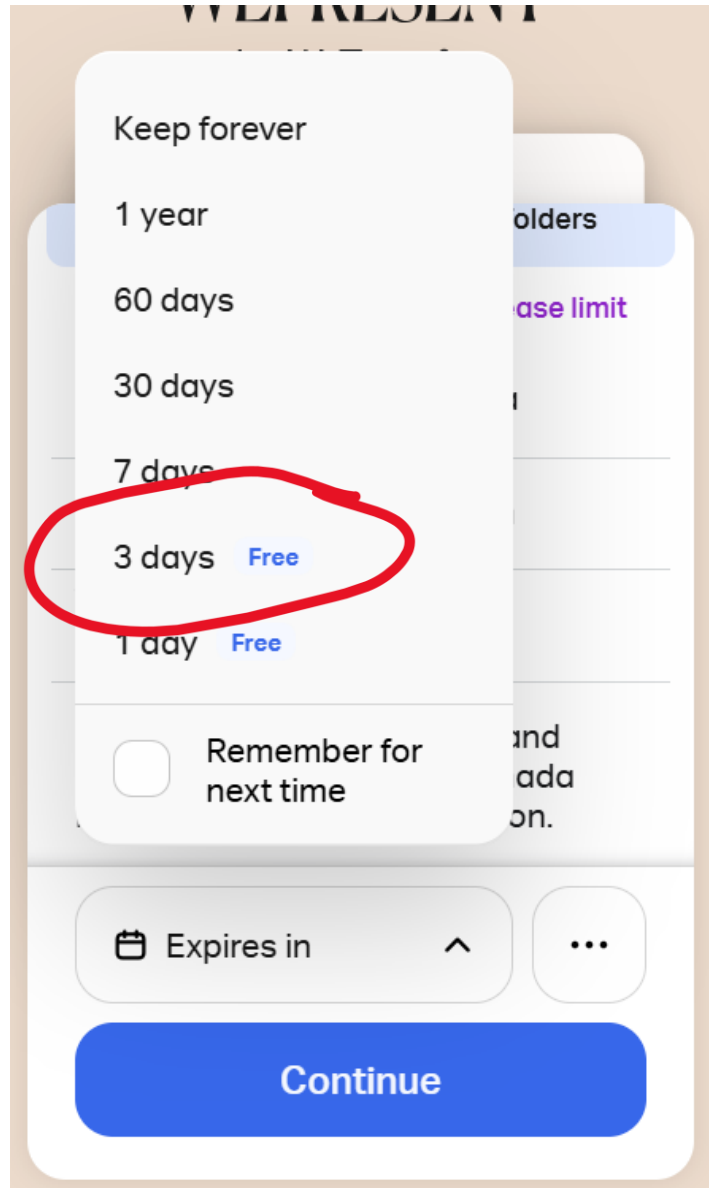 Keep forever
1 year
olders
60 days
ase limit
30 days
7 days
3 days Free
1 day Free
Remember for
next time
and
ada
on.
Expires in
Continue